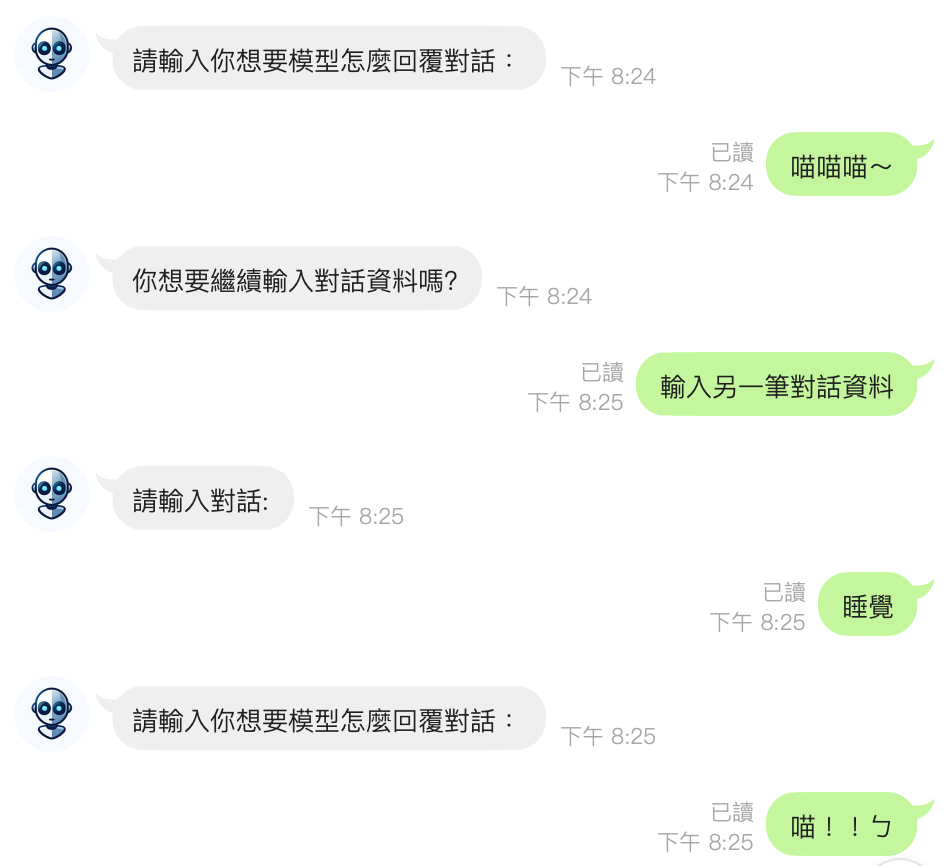 請輸入你想要模型怎麼回覆對話：
下午 8:24
已讀
下午 8:24
喵喵喵～
你想要繼續輸入對話資料嗎?
下午 8:24
已讀
下午 8:25
輸入另一筆對話資料
請輸入對話:
下午 8:25
已讀
下午 8:25
睡覺
請輸入你想要模型怎麼回覆對話：
下午 8:25
已讀
下午 8:25
喵！！ㄅ